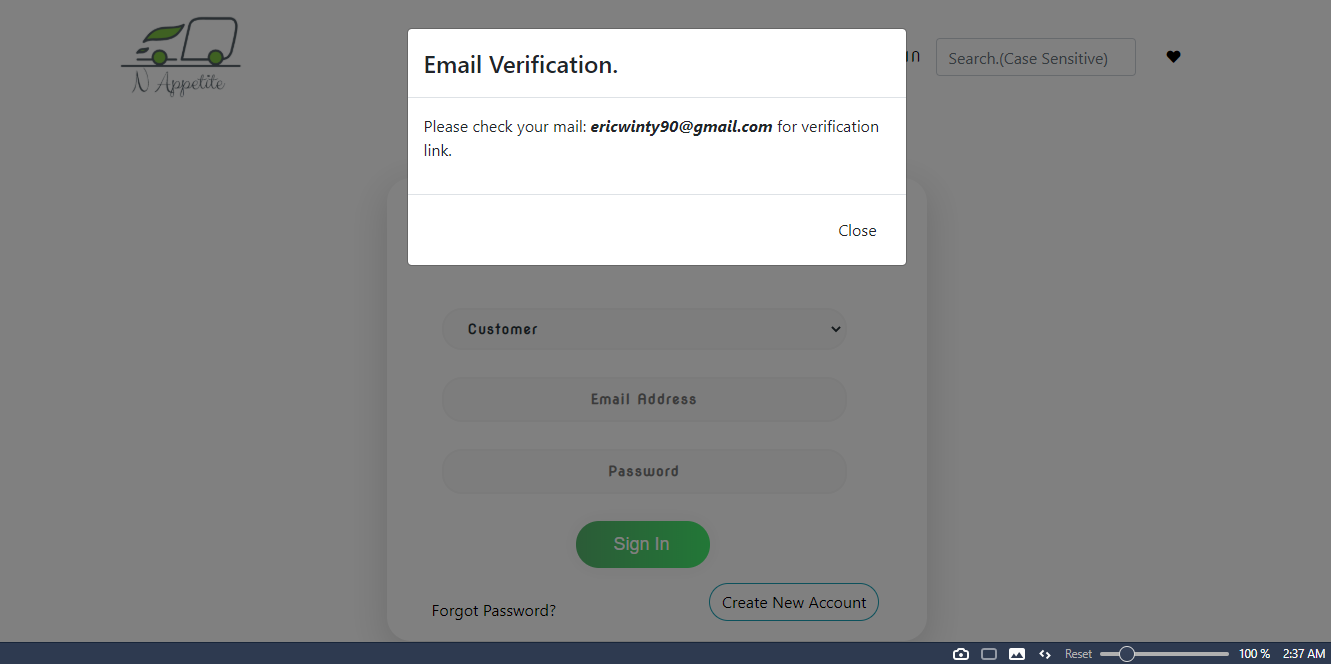 N Appetite
Email Verification.
in
Search.(Case Sensitive)
Please check your mail: ericwinty90@gmail.com for verification
link.
Close
Customer
Email Address
Password
Sign In
Forgot Password?
Create New Account
Reset
100 %
2:37 AM